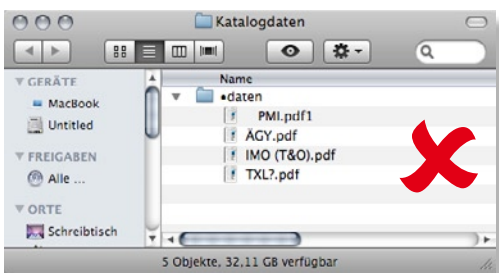 Katalogdaten
GERÄTE
MacBook
Untitled
FREIGABEN
Alle ...
ORTE
Schreibtisch
Name
•daten
PMI.pdf1
ÄGY.pdf
IMO (T&O).pdf
TXL?.pdf
5 Objekte, 32,11 GB verfügbar